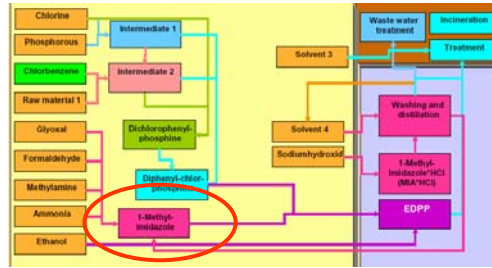 Chlorine
Phosphorous
Chlorbenzene
Raw material 1
Glyoxal
Formaldehyde
Methylamine
Ammonia
Ethanol
Intermediate 1
Intermediate 2
Dichlorophenyl-
phosphine
Diphenyl-chlor-
phosphine
1-Methyl-
imidazole
Solvent 3
Solvent 4
Sodiumhydroxid
Waste water
treatment
Incineration
Treatment
Washing and
distillation
1-Methyl-
imidazole*HCl
(MIA*HCl)
EDPP